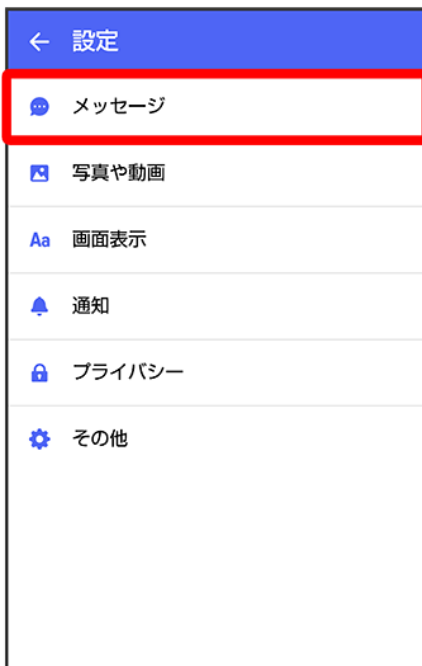 設定
メッセージ
写真や動画
Aa 画面表示
通知
プライバシー
その他